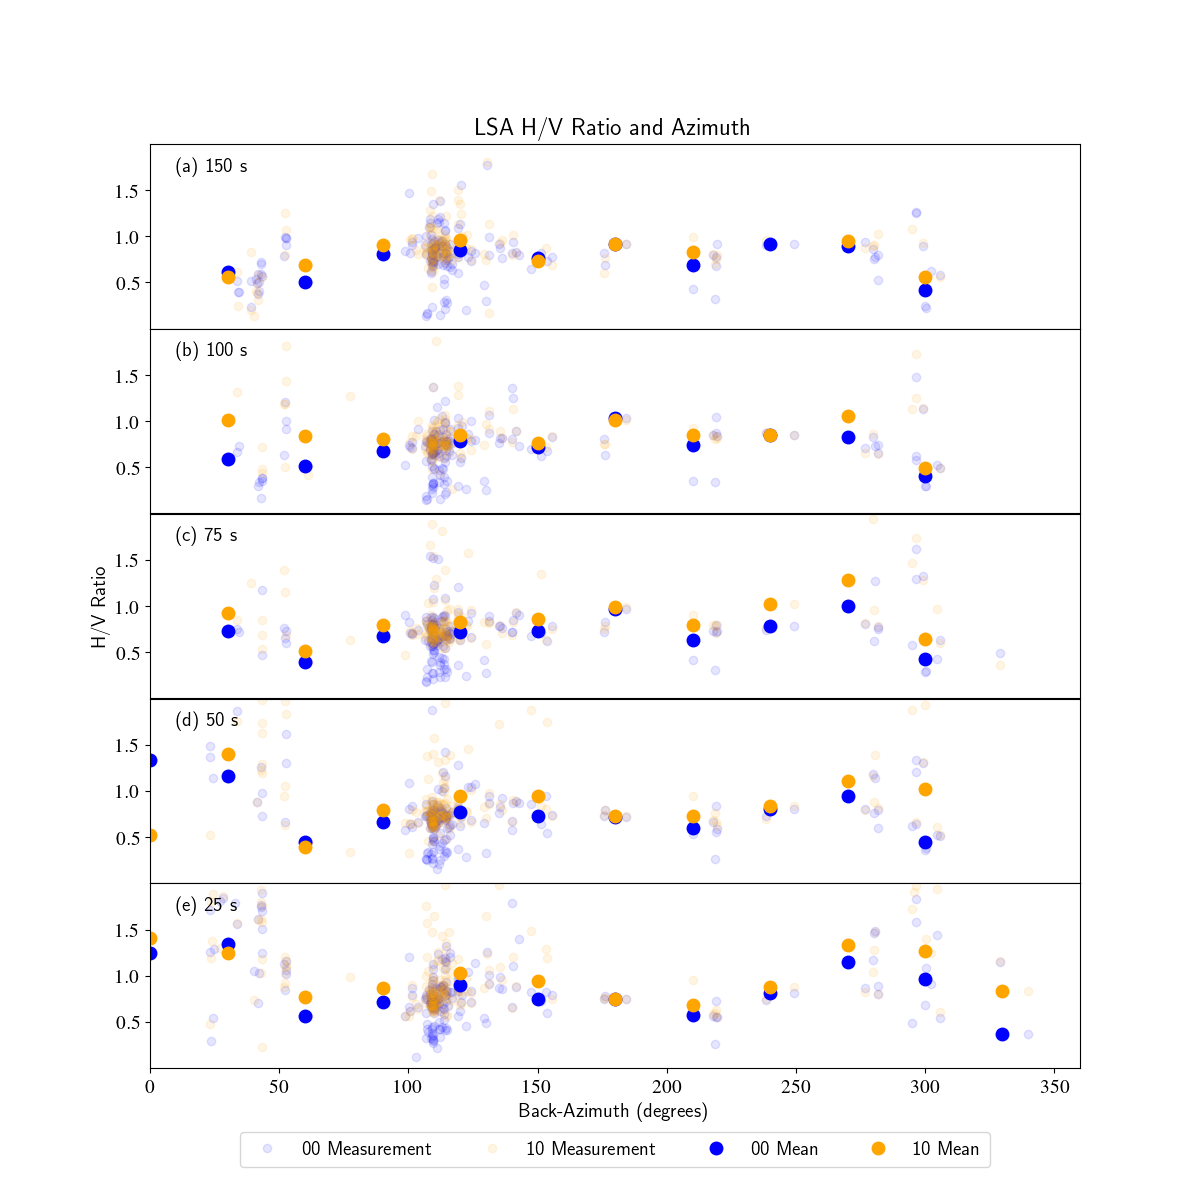 LSA H/V Ratio and Azimuth
(a) 150 s
1.5
1.0
0.5
(b) 100 s
1.5
1.0
0.5
(c) 75 s
1.5
1.0
0.5
H/V Ratio
(d) 50 s
1.5
1.0
0.5
(e) 25 s
1.5
1.0
0.5
0 50 100 150 200 250 300 350
Back-Azimuth (degrees)
00 Measurement 10 Measurement 00 Mean 10 Mean